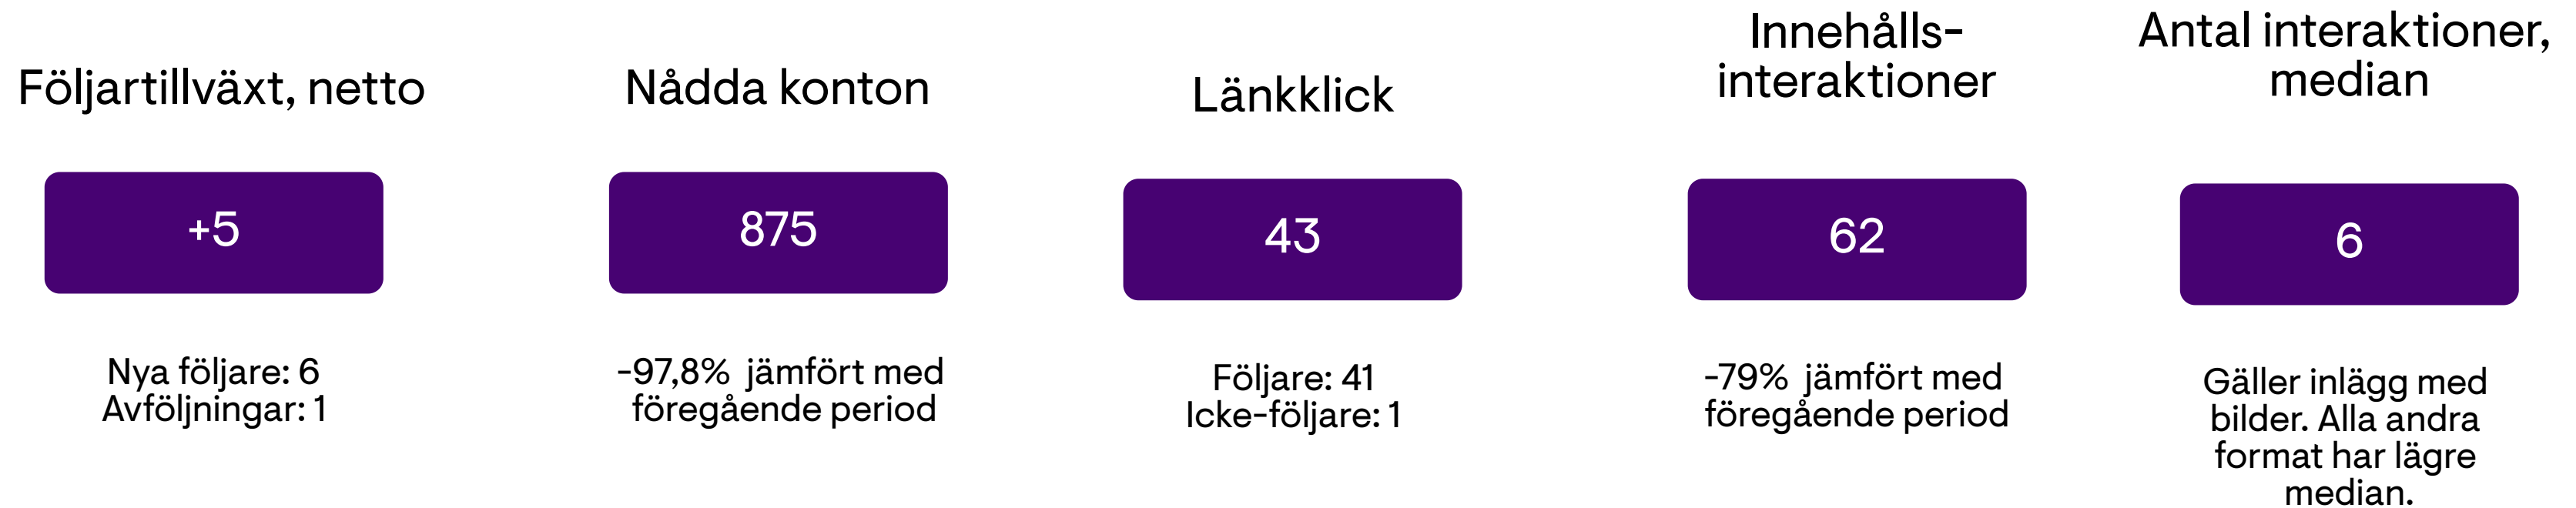 Följartillväxt, netto
+5
Nya följare: 6
Avföljningar: 1
Nådda konton
875
-97,8% jämfört med
föregående period
Länkklick
43
Följare: 41
Icke-följare: 1
Innehålls-
interaktioner
62
-79% jämfört med
föregående period
Antal interaktioner,
median
6
Gäller inlägg med
bilder. Alla andra
format har lägre
median.